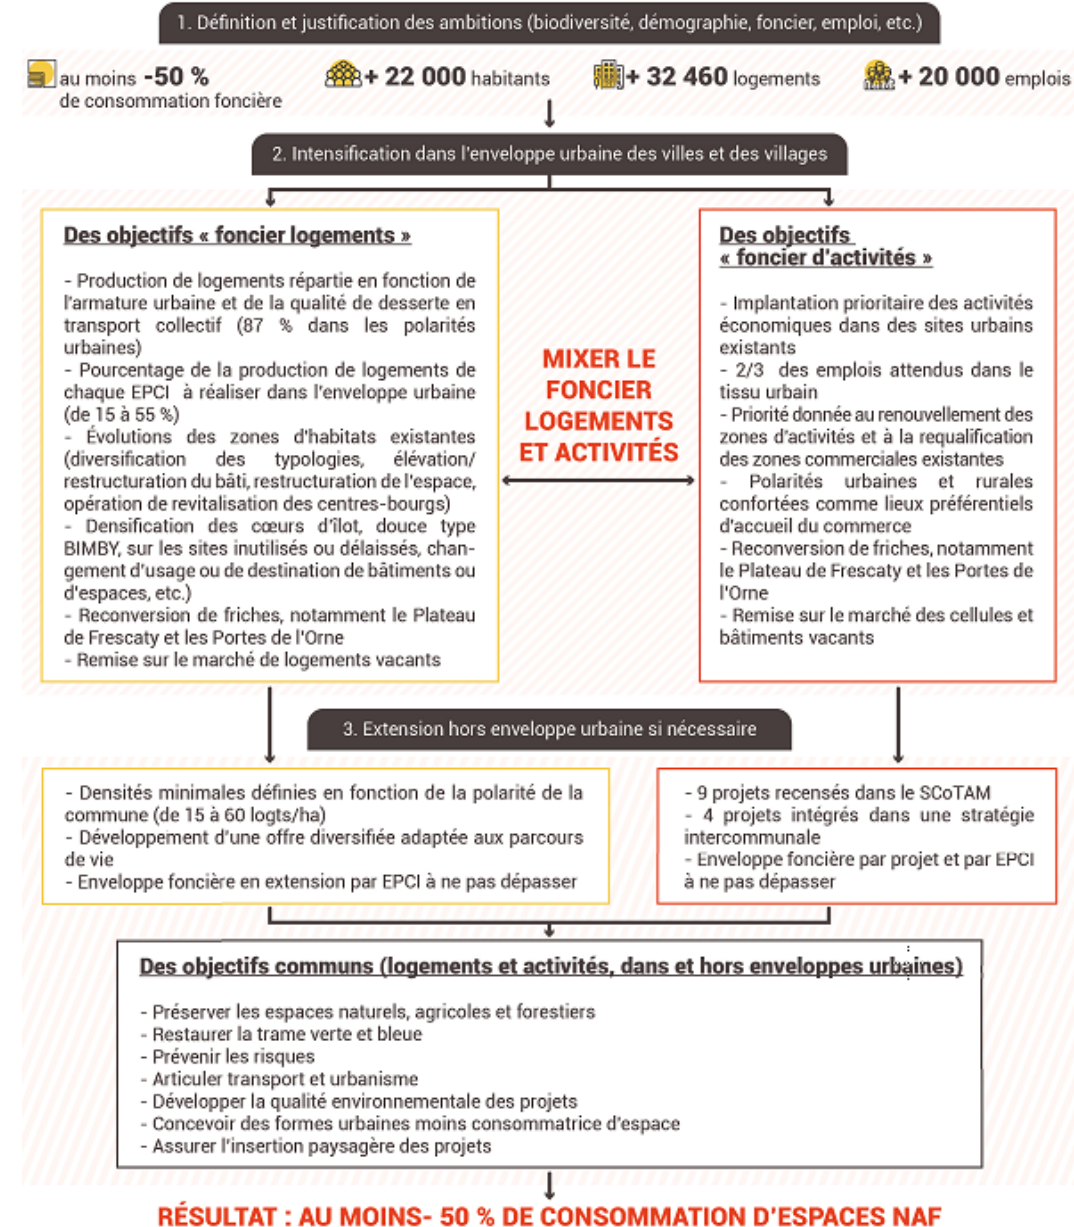 1. Définition et justification des ambitions (biodiversité, démographie, foncier, emploi, etc.)
au moins -50 %
de consommation foncière
+ 22 000 habitants
+ 32 460 logements
+ 20 000 emplois
2. Intensification dans l'enveloppe urbaine des villes et des villages
Des objectifs « foncier logements »
- Production de logements répartie en fonction de
l'armature urbaine et de la qualité de desserte en
transport collectif (87 % dans les polarités
urbaines)
- Pourcentage de la production de logements de
chaque EPCI à réaliser dans l'enveloppe urbaine
(de 15 à 55 %)
- Évolutions des zones d'habitats existantes
(diversification des typologies, élévation/
restructuration du bâti, restructuration de l'espace,
opération de revitalisation des centres-bourgs)
- Densification des cœurs d'îlot, douce type
BIMBY, sur les sites inutilisés ou délaissés, chan-
gement d'usage ou de destination de bâtiments ou
d'espaces, etc.)
- Reconversion de friches, notamment le Plateau
de Frescaty et les Portes de l'Orne
- Remise sur le marché de logements vacants
MIXER LE
FONCIER
LOGEMENTS
ET ACTIVITÉS
Des objectifs
« foncier d'activités »
- Implantation prioritaire des activités
économiques dans des sites urbains
existants
- 2/3 des emplois attendus dans le
tissu urbain
- Priorité donnée au renouvellement des
zones d'activités et à la requalification
des zones commerciales existantes
- Polarités urbaines et rurales
confortées comme lieux préférentiels
d'accueil du commerce
- Reconversion de friches, notamment
le Plateau de Frescaty et les Portes de
l'Orne
- Remise sur le marché des cellules et
bâtiments vacants
3. Extension hors enveloppe urbaine si nécessaire
- Densités minimales définies en fonction de la polarité de la
commune (de 15 à 60 logts/ha)
- Développement d'une offre diversifiée adaptée aux parcours
de vie
- Enveloppe foncière en extension par EPCI à ne pas dépasser
- 9 projets recensés dans le SCoTAM
- 4 projets intégrés dans une stratégie
intercommunale
- Enveloppe foncière par projet et par EPCI
à ne pas dépasser
Des objectifs communs (logements et activités, dans et hors enveloppes urbaines)
- Préserver les espaces naturels, agricoles et forestiers
- Restaurer la trame verte et bleue
- Prévenir les risques
- Articuler transport et urbanisme
- Développer la qualité environnementale des projets
- Concevoir des formes urbaines moins consommatrice d'espace
- Assurer l'insertion paysagère des projets
RÉSULTAT : AU MOINS- 50 % DE CONSOMMATION D'ESPACES NAF